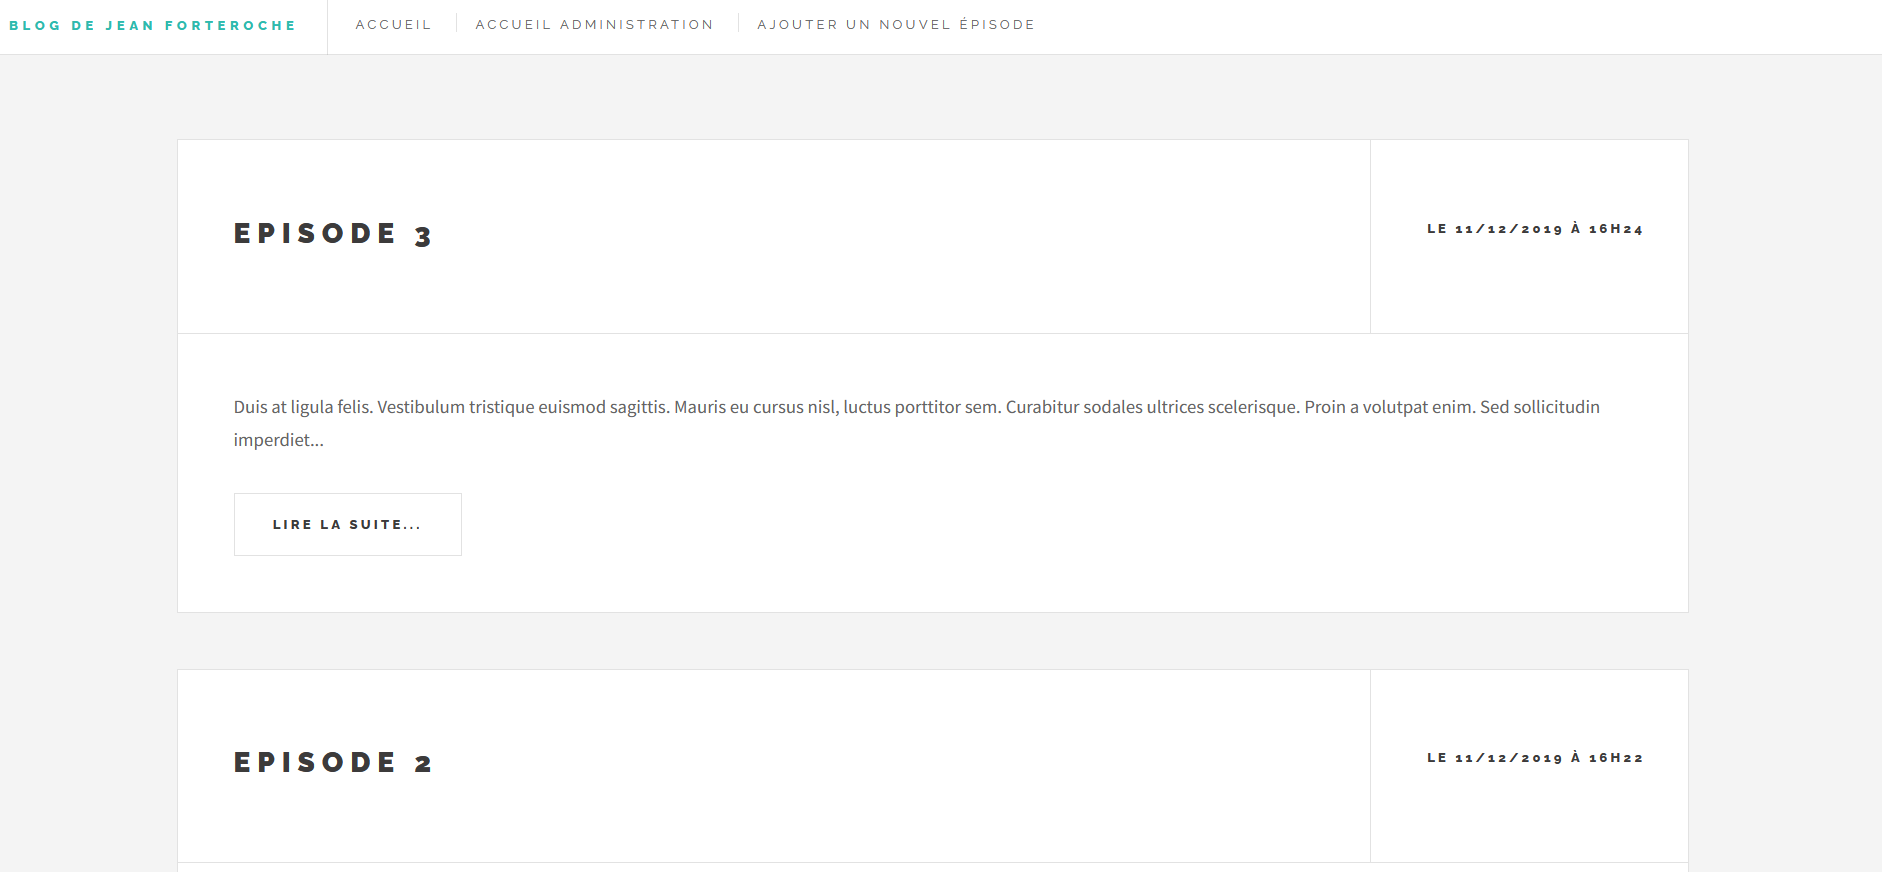 BLOG DE JEAN FORTEROCHE
ACCUEIL
ACCUEIL ADMINISTRATION
AJOUTER UN NOUVEL ÉPISODE
EPISODE 3
LE 11/12/2019 À 16H24
Duis at ligula felis. Vestibulum tristique euismod sagittis. Mauris eu cursus nisl, luctus porttitor sem. Curabitur sodales ultrices scelerisque. Proin a volutpat enim. Sed sollicitudin
imperdiet...
LIRE LA SUITE...
EPISODE 2
LE 11/12/2019 À 16H22